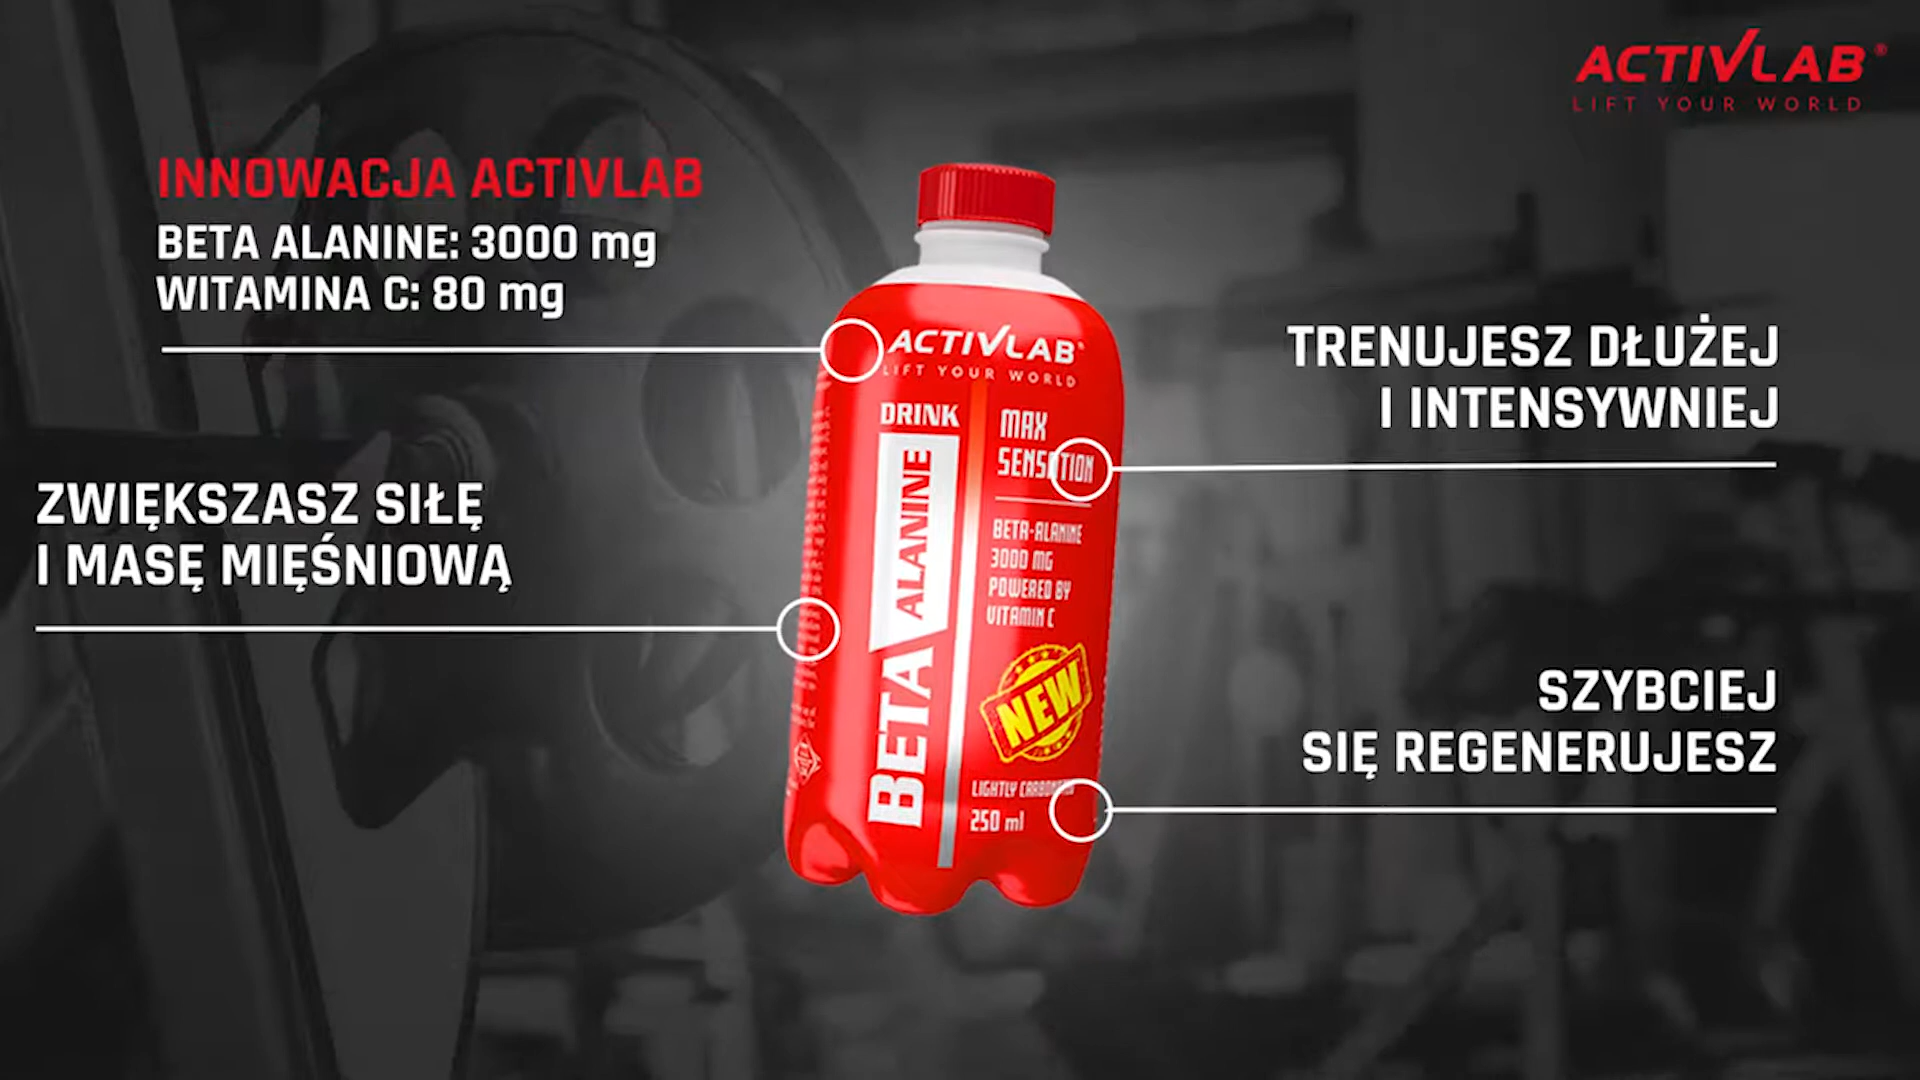 ACTIVLAB®
LIFT YOUR WORLD
INNOWACJA ACTIVLAB
BETA ALANINE: 3000 mg
WITAMINA C: 80 mg
ZWIĘKSZASZ SIŁĘ
I MASĘ MIĘŚNIOWĄ
ACTIVLAB®
LIFT YOUR WORLD
DRINK
BETA ALANINE
MAX
SENSATION
BETA-ALANINE
3000 MG
POWERED BY
VITAMIN C
NEW
LIGHTLY CARBONATED
250 ml
TRENUJESZ DŁUŻEJ
I INTENSYWNIEJ
SZYBCIEJ
SIĘ REGENERUJESZ